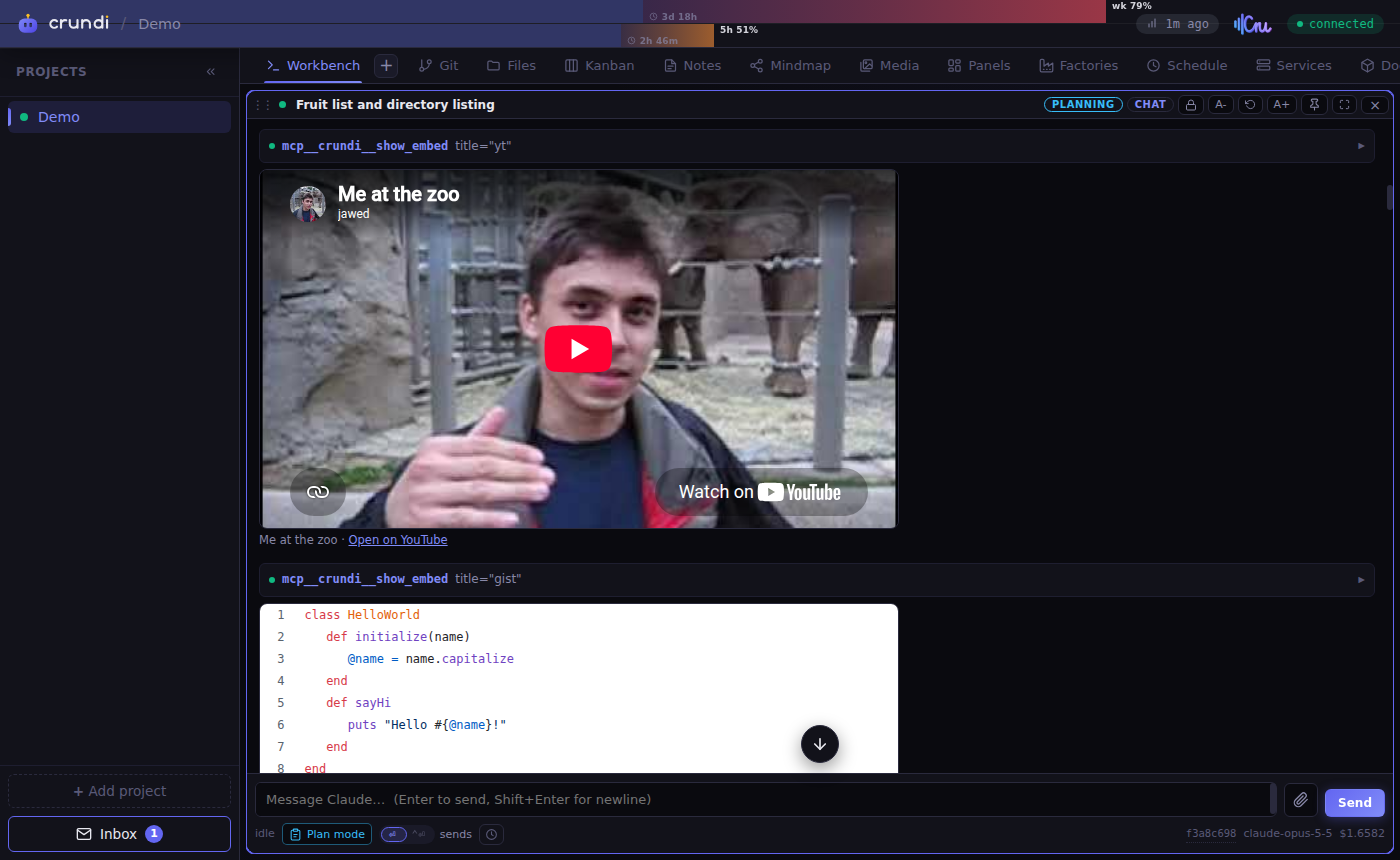 crundi / Demo
3d 18h
wk 79%
2h 46m
5h 51%
1m ago
Cru
connected
PROJECTS
«
Demo
+ Add project
Inbox 1
Workbench
+
Git
Files
Kanban
Notes
Mindmap
Media
Panels
Factories
Schedule
Services
Do
Fruit list and directory listing
PLANNING
CHAT
A-
A+
mcp__crundi__show_embed title="yt"
Me at the zoo
jawed
Watch on YouTube
Me at the zoo · Open on YouTube
mcp__crundi__show_embed title="gist"
1 class HelloWorld
2 def initialize(name)
3 @name = name.capitalize
4 end
5 def sayHi
6 puts "Hello #{@name}!"
7 end
8 end
Message Claude... (Enter to send, Shift+Enter for newline)
Send
idle
Plan mode
sends
f3a8c698 claude-opus-5-5 $1.6582